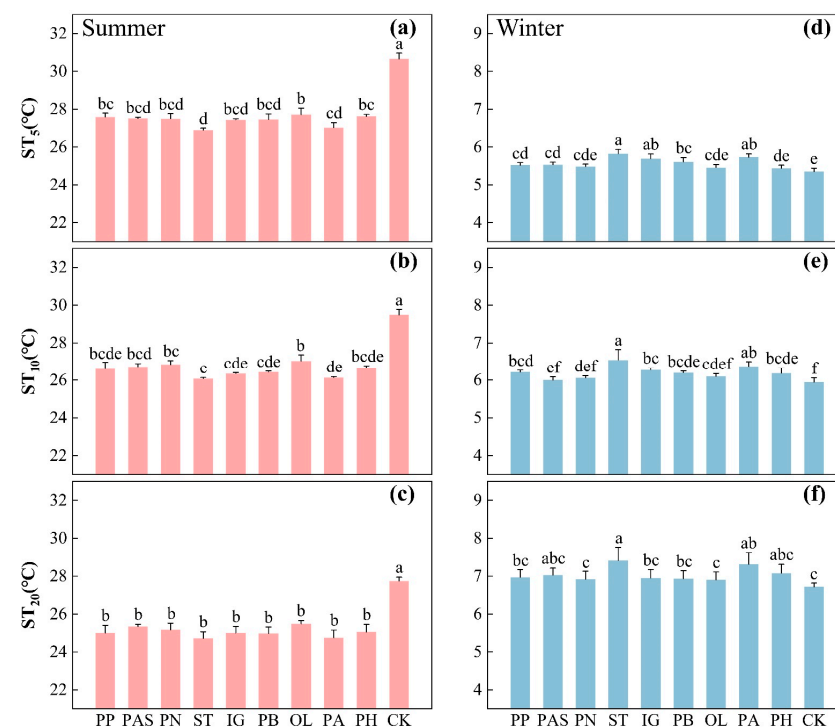 Summer (a)
32
30
28
26
24
22
ST5(°C)
bc bcd bcd d bcd bcd b cd bc a
Winter (d)
9
8
7
6
5
4
cd cd cde a ab bc cde ab de e
(b)
32
30
28
26
24
22
ST10(°C)
bcde bcd bc c cde cde b de bcde a
(e)
9
8
7
6
5
4
bcd cf def a bc bcde cdef ab bcde f
(c)
32
30
28
26
24
22
ST20(°C)
b b b b b b b b b a
PP PAS PN ST IG PB OL PA PH CK
(f)
9
8
7
6
5
4
bc abc c a bc bc c ab abc c
PP PAS PN ST IG PB OL PA PH CK